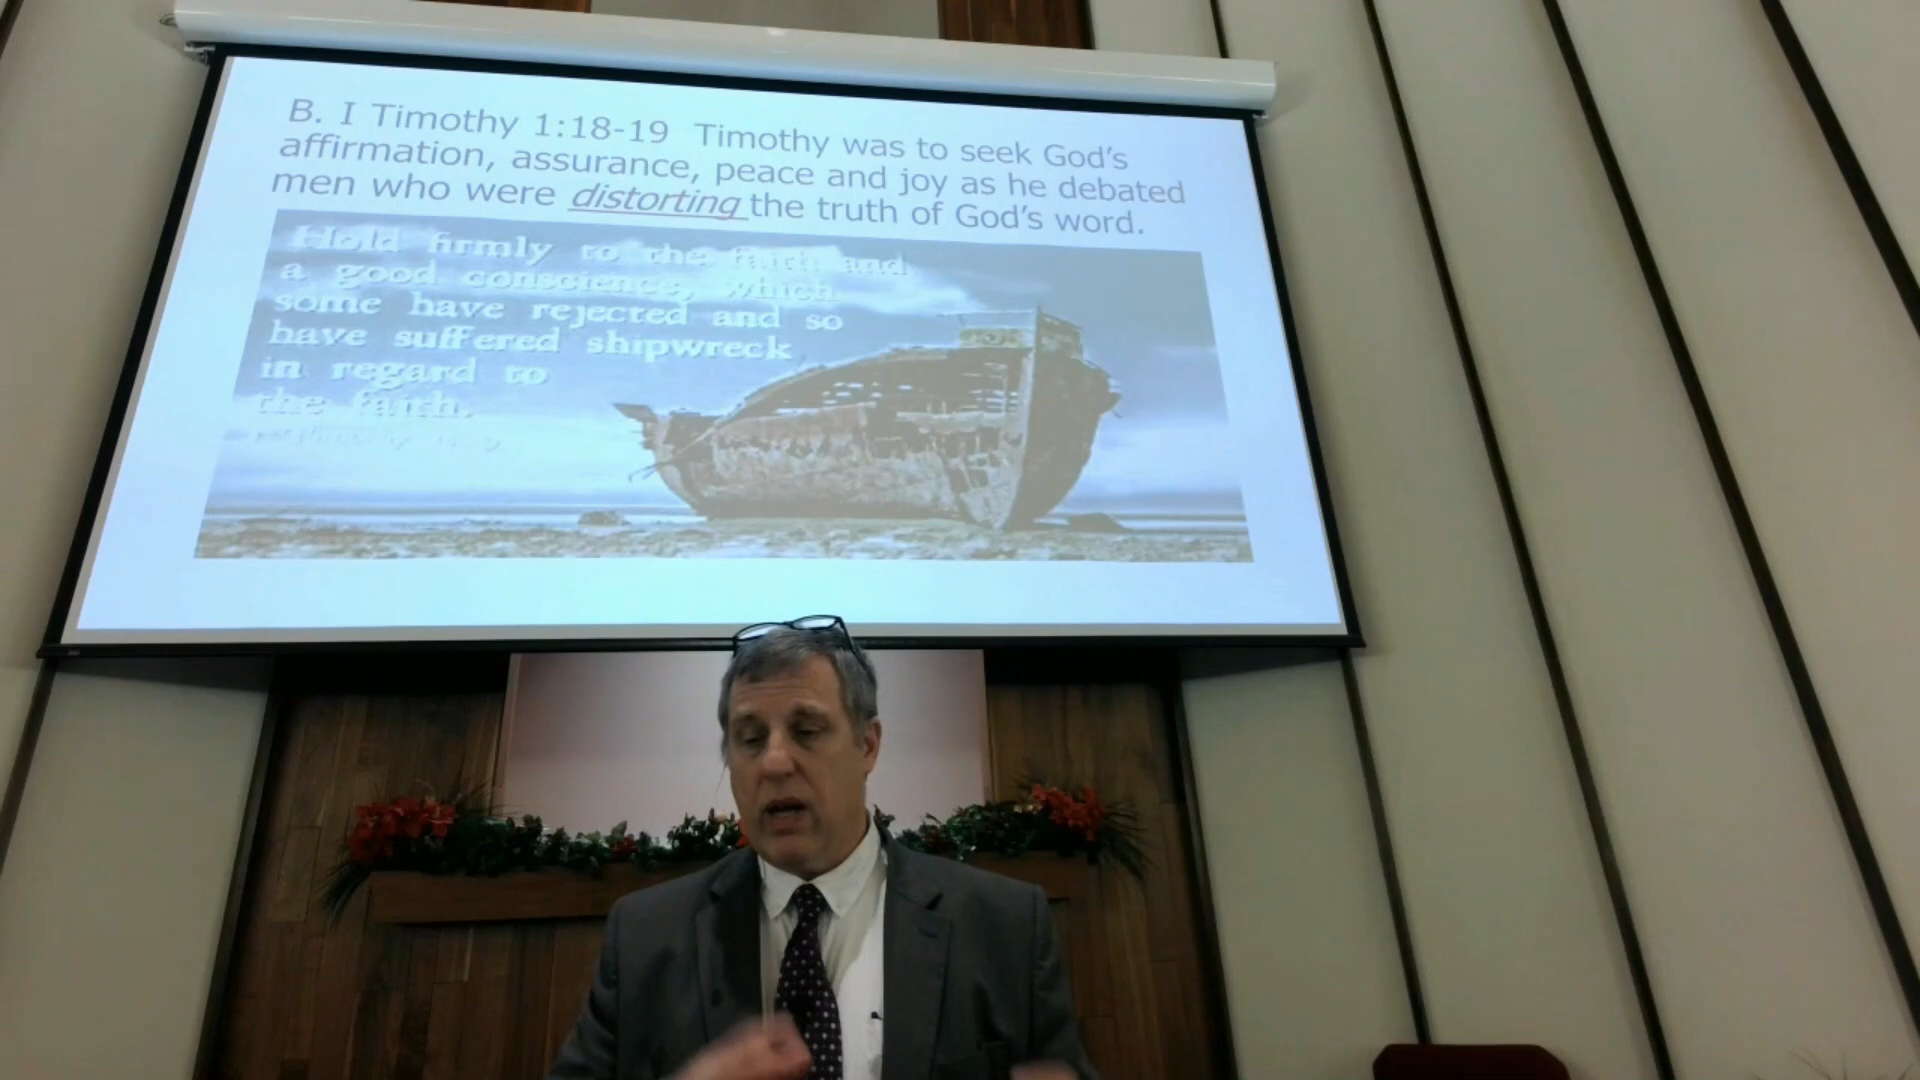 B. I Timothy 1:18-19 Timothy was to seek God's
affirmation, assurance, peace and joy as he debated
men who were distorting the truth of God's word.
Hold firmly to the faith and
a good conscience, which
some have rejected and so
have suffered shipwreck
in regard to
the faith.